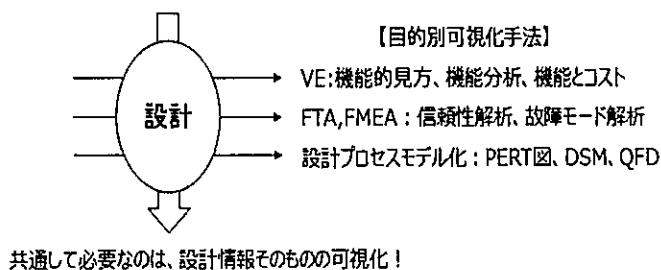 【目的別可視化手法】
VE:機能的見方、機能分析、機能とコスト
設計
FTA,FMEA：信頼性解析、故障モード解析
設計プロセスモデル化：PERT図、DSM、QFD
共通して必要なのは、設計情報そのものの可視化！